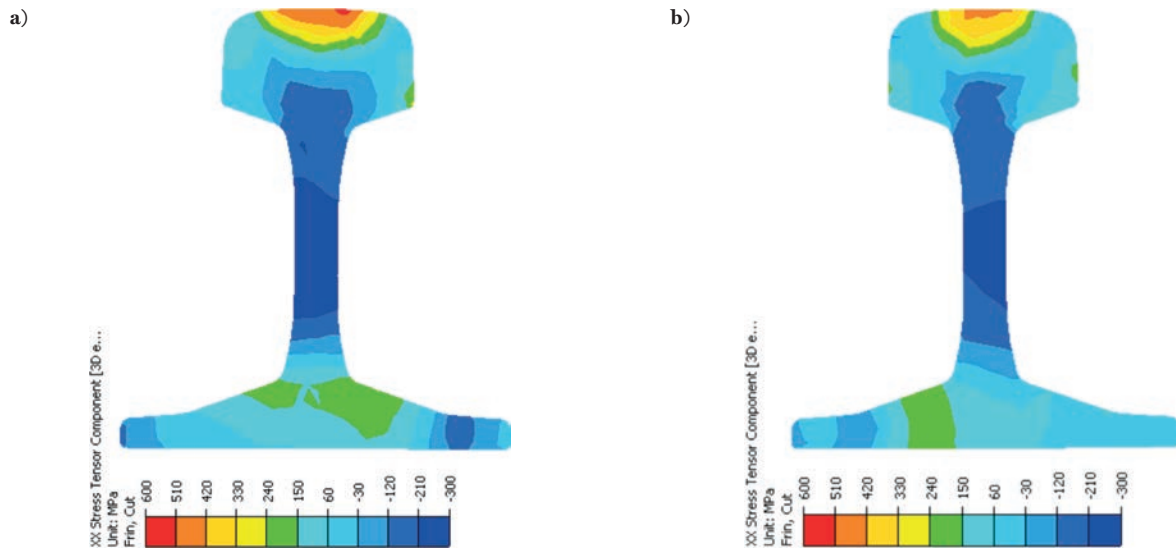 a)
XX Stress Tensor Component [3D e...
Unit: MPa
Frin, Cut
600
510
420
330
240
150
60
-30
-120
-210
-300
b)
XX Stress Tensor Component [3D e...
Unit: MPa
Frin, Cut
600
510
420
330
240
150
60
-30
-120
-210
-300